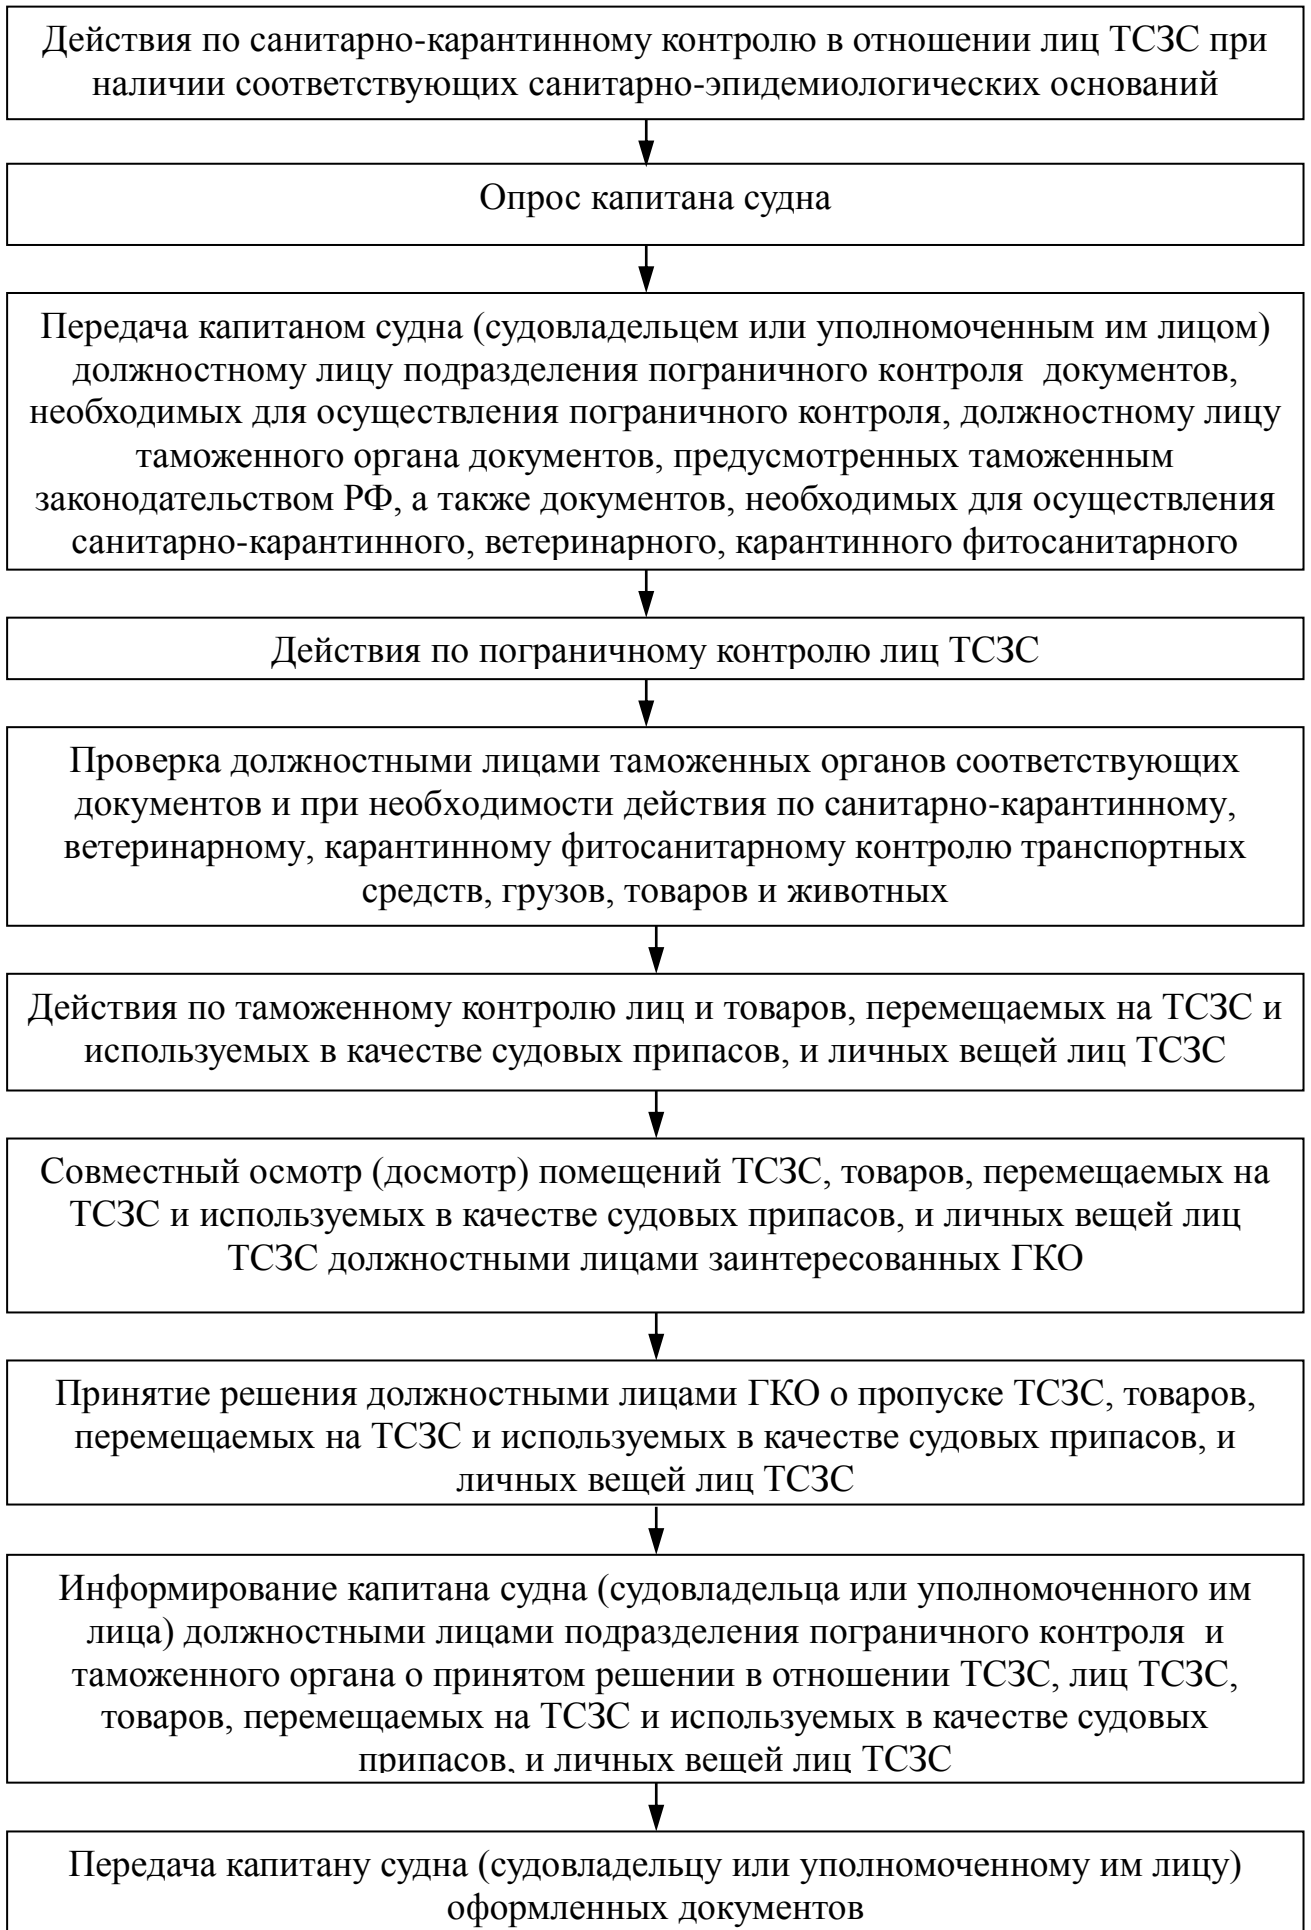 Действия по санитарно-карантинному контролю в отношении лиц ТСЗС при
наличии соответствующих санитарно-эпидемиологических оснований
Опрос капитана судна
Передача капитаном судна (судовладельцем или уполномоченным им лицом)
должностному лицу подразделения пограничного контроля документов,
необходимых для осуществления пограничного контроля, должностному лицу
таможенного органа документов, предусмотренных таможенным
законодательством РФ, а также документов, необходимых для осуществления
санитарно-карантинного, ветеринарного, карантинного фитосанитарного
Действия по пограничному контролю лиц ТСЗС
Проверка должностными лицами таможенных органов соответствующих
документов и при необходимости действия по санитарно-карантинному,
ветеринарному, карантинному фитосанитарному контролю транспортных
средств, грузов, товаров и животных
Действия по таможенному контролю лиц и товаров, перемещаемых на ТСЗС и
используемых в качестве судовых припасов, и личных вещей лиц ТСЗС
Совместный осмотр (досмотр) помещений ТСЗС, товаров, перемещаемых на
ТСЗС и используемых в качестве судовых припасов, и личных вещей лиц
ТСЗС должностными лицами заинтересованных ГКО
Принятие решения должностными лицами ГКО о пропуске ТСЗС, товаров,
перемещаемых на ТСЗС и используемых в качестве судовых припасов, и
личных вещей лиц ТСЗС
Информирование капитана судна (судовладельца или уполномоченного им
лица) должностными лицами подразделения пограничного контроля и
таможенного органа о принятом решении в отношении ТСЗС, лиц ТСЗС,
товаров, перемещаемых на ТСЗС и используемых в качестве судовых
припасов, и личных вещей лиц ТСЗС
Передача капитану судна (судовладельцу или уполномоченному им лицу)
оформленных документов